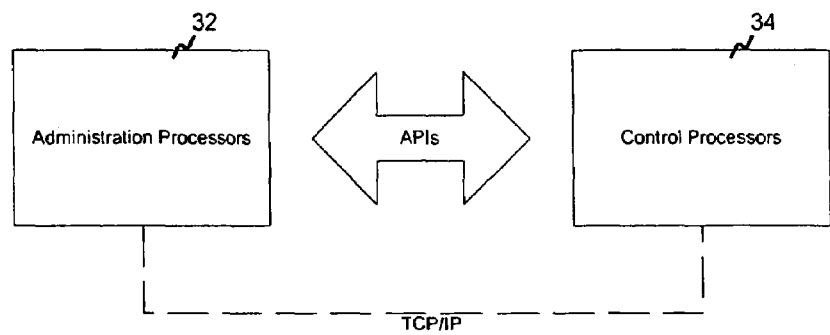 32
34
Administration Processors
APIs
Control Processors
TCP/IP